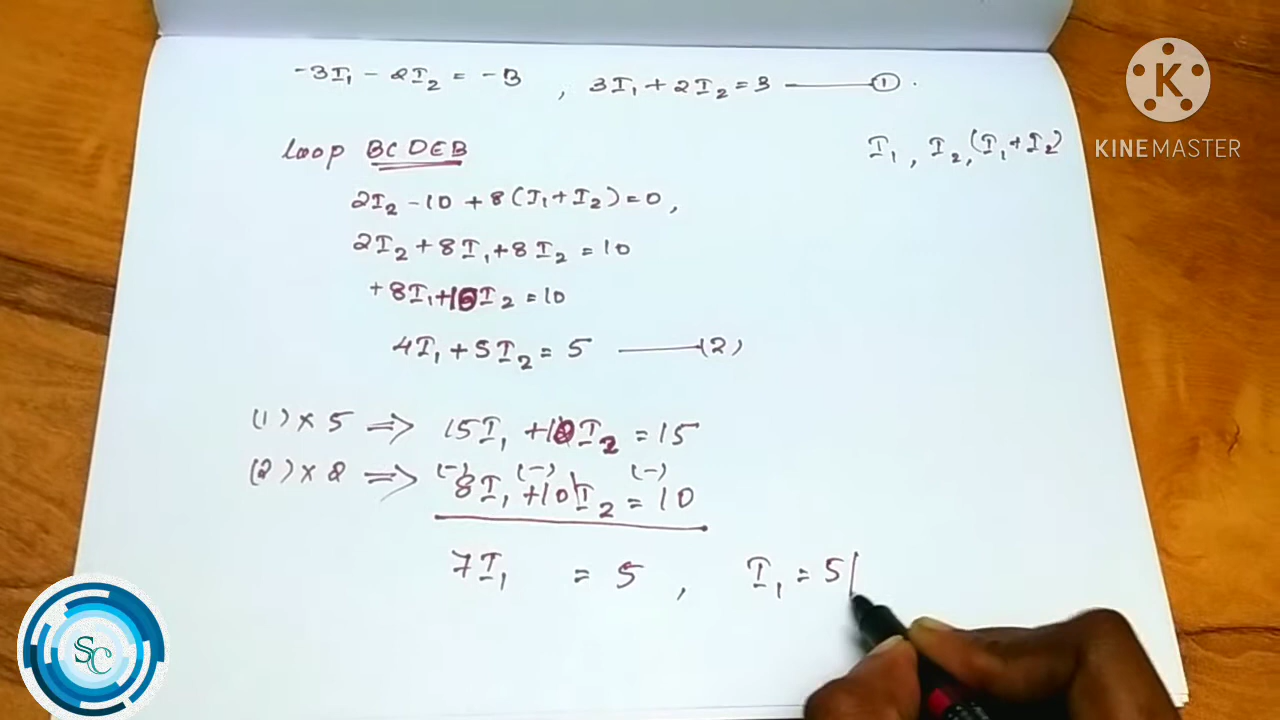 -3I₁ - 2I₂ = -3 , 3I₁ + 2I₂ = 3 ——— ①.
I₁, I₂, (I₁+I₂)
KINEMASTER
loop BCDEB
2I₂ - 10 + 8(I₁+I₂) = 0,
2I₂ + 8I₁ + 8I₂ = 10
+8I₁+10I₂ = 10
4I₁ + 5I₂ = 5 ——— (2)
(1) × 5 ⇒ 15I₁ + 10I₂ = 15
(-) (-) (-)
(2) × 2 ⇒ 8I₁ + 10I₂ = 10
7I₁ = 5 , I₁ = 5/
SC